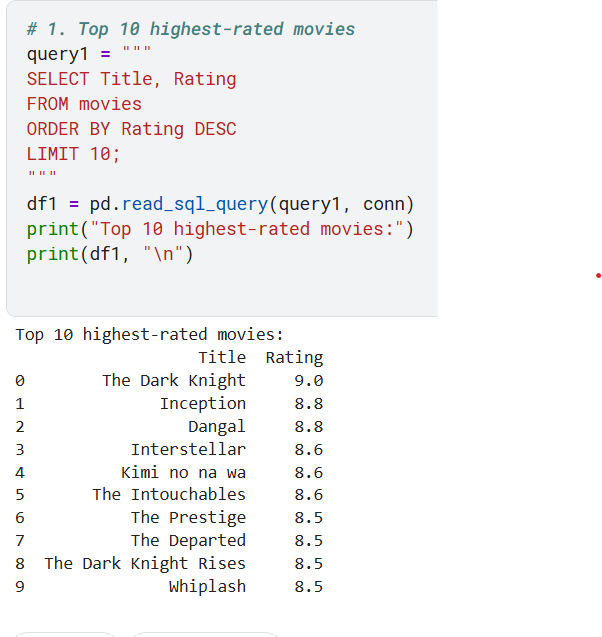 # 1. Top 10 highest-rated movies
query1 = """
SELECT Title, Rating
FROM movies
ORDER BY Rating DESC
LIMIT 10;
"""
df1 = pd.read_sql_query(query1, conn)
print("Top 10 highest-rated movies:")
print(df1, "\n")
Top 10 highest-rated movies:
Title Rating
0 The Dark Knight 9.0
1 Inception 8.8
2 Dangal 8.8
3 Interstellar 8.6
4 Kimi no na wa 8.6
5 The Intouchables 8.6
6 The Prestige 8.5
7 The Departed 8.5
8 The Dark Knight Rises 8.5
9 Whiplash 8.5